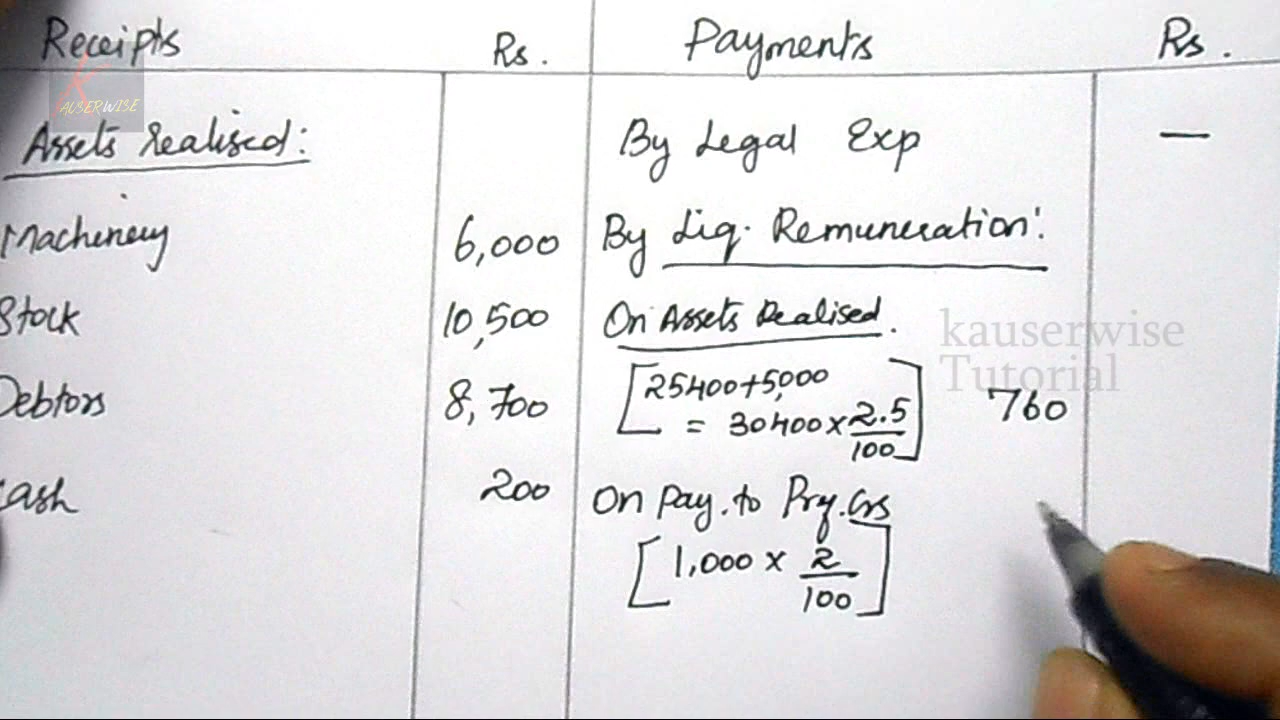 Receipts Rs. Payments Rs.
KAUSERWISE
Assets Realised: By Legal Exp —
Machinery 6,000 By Liq. Remuneration:
Stock 10,500 On Assets Realised.
kauserwise
Tutorial
[25400+5,000
Debtors 8,700 = 30400 × 2.5/100] 760
Cash 200 On Pay. to Pry. Crs
[1,000 × 2/100]